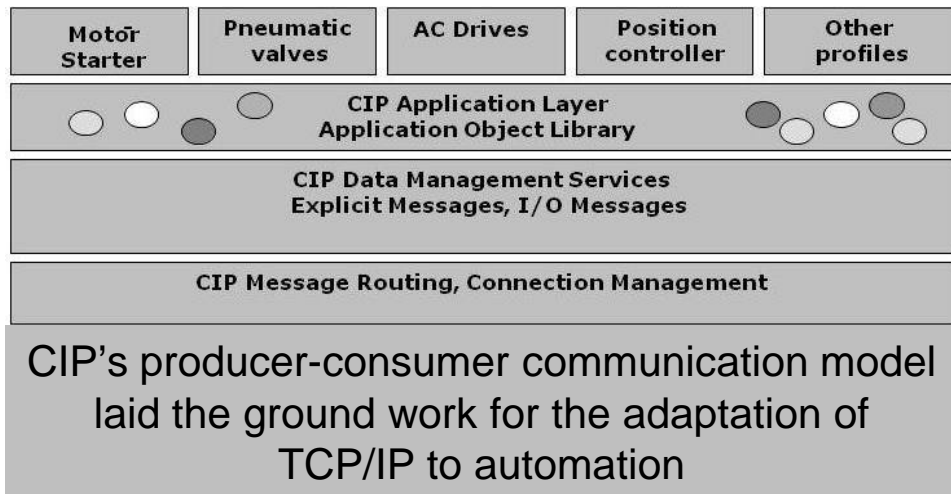 Motor
Starter
Pneumatic
valves
AC Drives
Position
controller
Other
profiles
CIP Application Layer
Application Object Library
CIP Data Management Services
Explicit Messages, I/O Messages
CIP Message Routing, Connection Management
CIP’s producer-consumer communication model
laid the ground work for the adaptation of
TCP/IP to automation